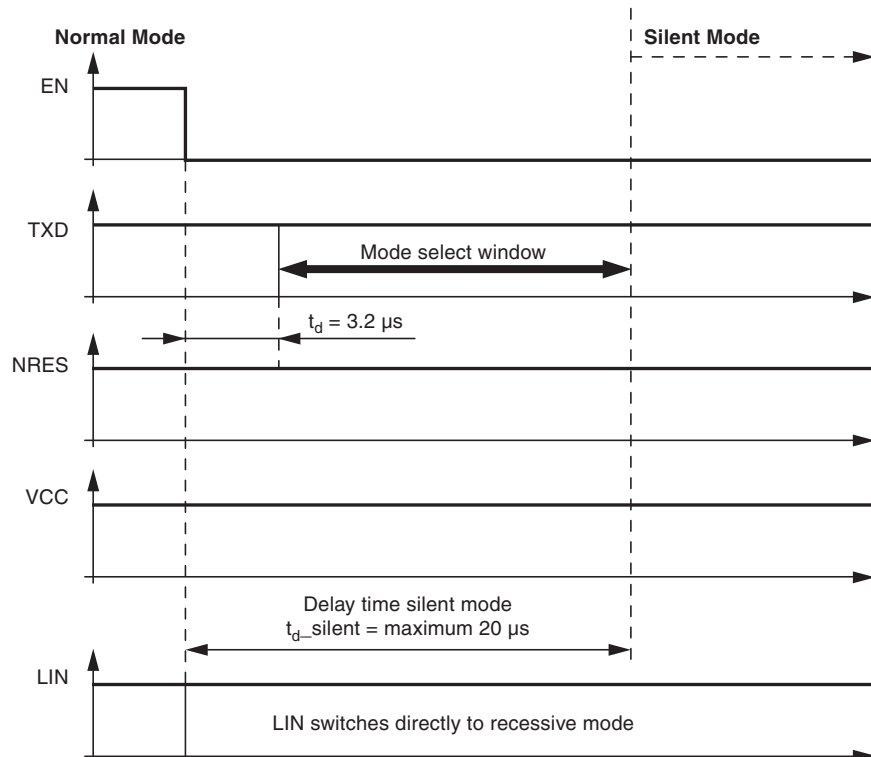 Normal Mode
Silent Mode
EN
TXD
Mode select window
t_d = 3.2 µs
NRES
VCC
Delay time silent mode
t_d_silent = maximum 20 µs
LIN
LIN switches directly to recessive mode